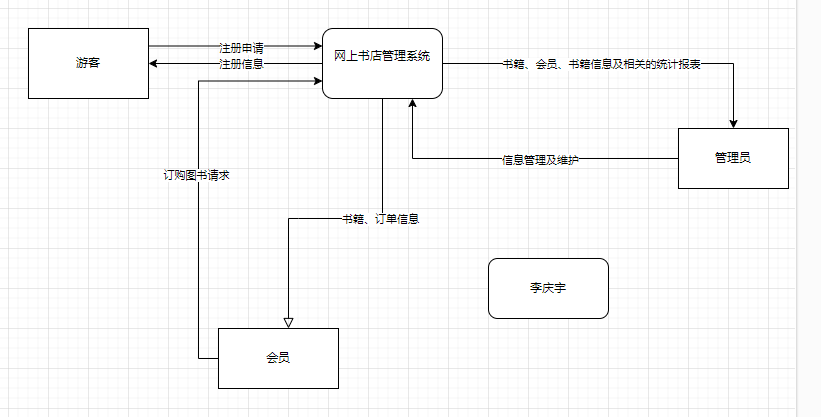 注册申请
游客
网上书店管理系统
注册信息
书籍、会员、书籍信息及相关的统计报表
信息管理及维护
管理员
订购图书请求
书籍、订单信息
李庆宇
会员